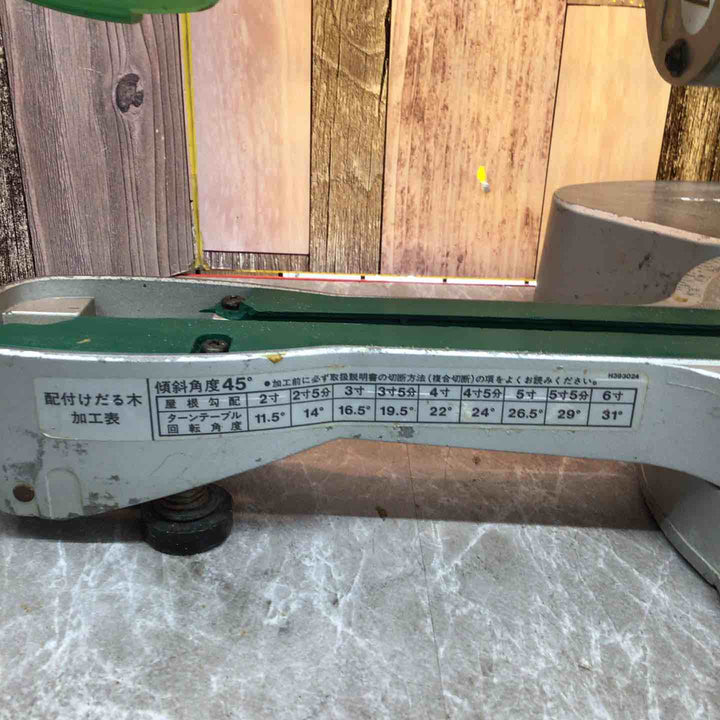 配付けだる木
加工表
傾斜角度45° ●加工前に必ず取扱説明書の切断方法(複合切断)の項をよくお読みください。 H393024
屋根勾配 2寸 2寸5分 3寸 3寸5分 4寸 4寸5分 5寸 5寸5分 6寸
ターンテーブル
回転角度 11.5° 14° 16.5° 19.5° 22° 24° 26.5° 29° 31°